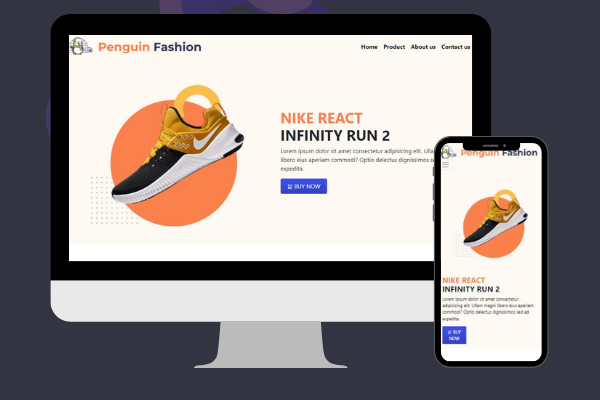 Penguin Fashion
Home Product About us Contact us
NIKE REACT
INFINITY RUN 2
Lorem ipsum dolor sit amet consectetur adipisicing elit. Ulla
libero eius aperiam commodi? Optio delectus dignissimos s
expedita.
BUY NOW
Penguin Fashion
NIKE REACT
INFINITY RUN 2
Lorem ipsum dolor sit amet consectetur
adipisicing elit. Ullam magni libero eius aperiam
commodi? Optio delectus dignissimos sed ad
expedita.
BUY
NOW